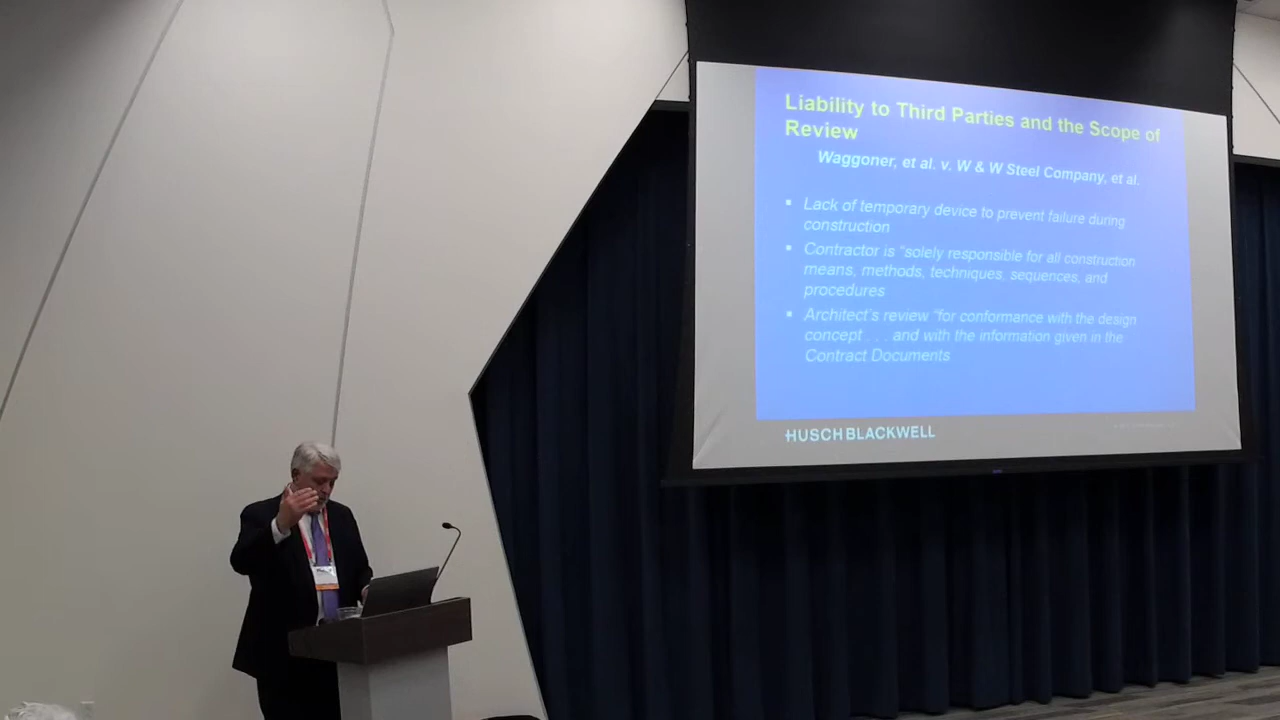 Liability to Third Parties and the Scope of
Review
Waggoner, et al. v. W & W Steel Company, et al.
▪ Lack of temporary device to prevent failure during
construction
▪ Contractor is “solely responsible for all construction
means, methods, techniques, sequences, and
procedures
▪ Architect’s review “for conformance with the design
concept . . . and with the information given in the
Contract Documents
HUSCH BLACKWELL